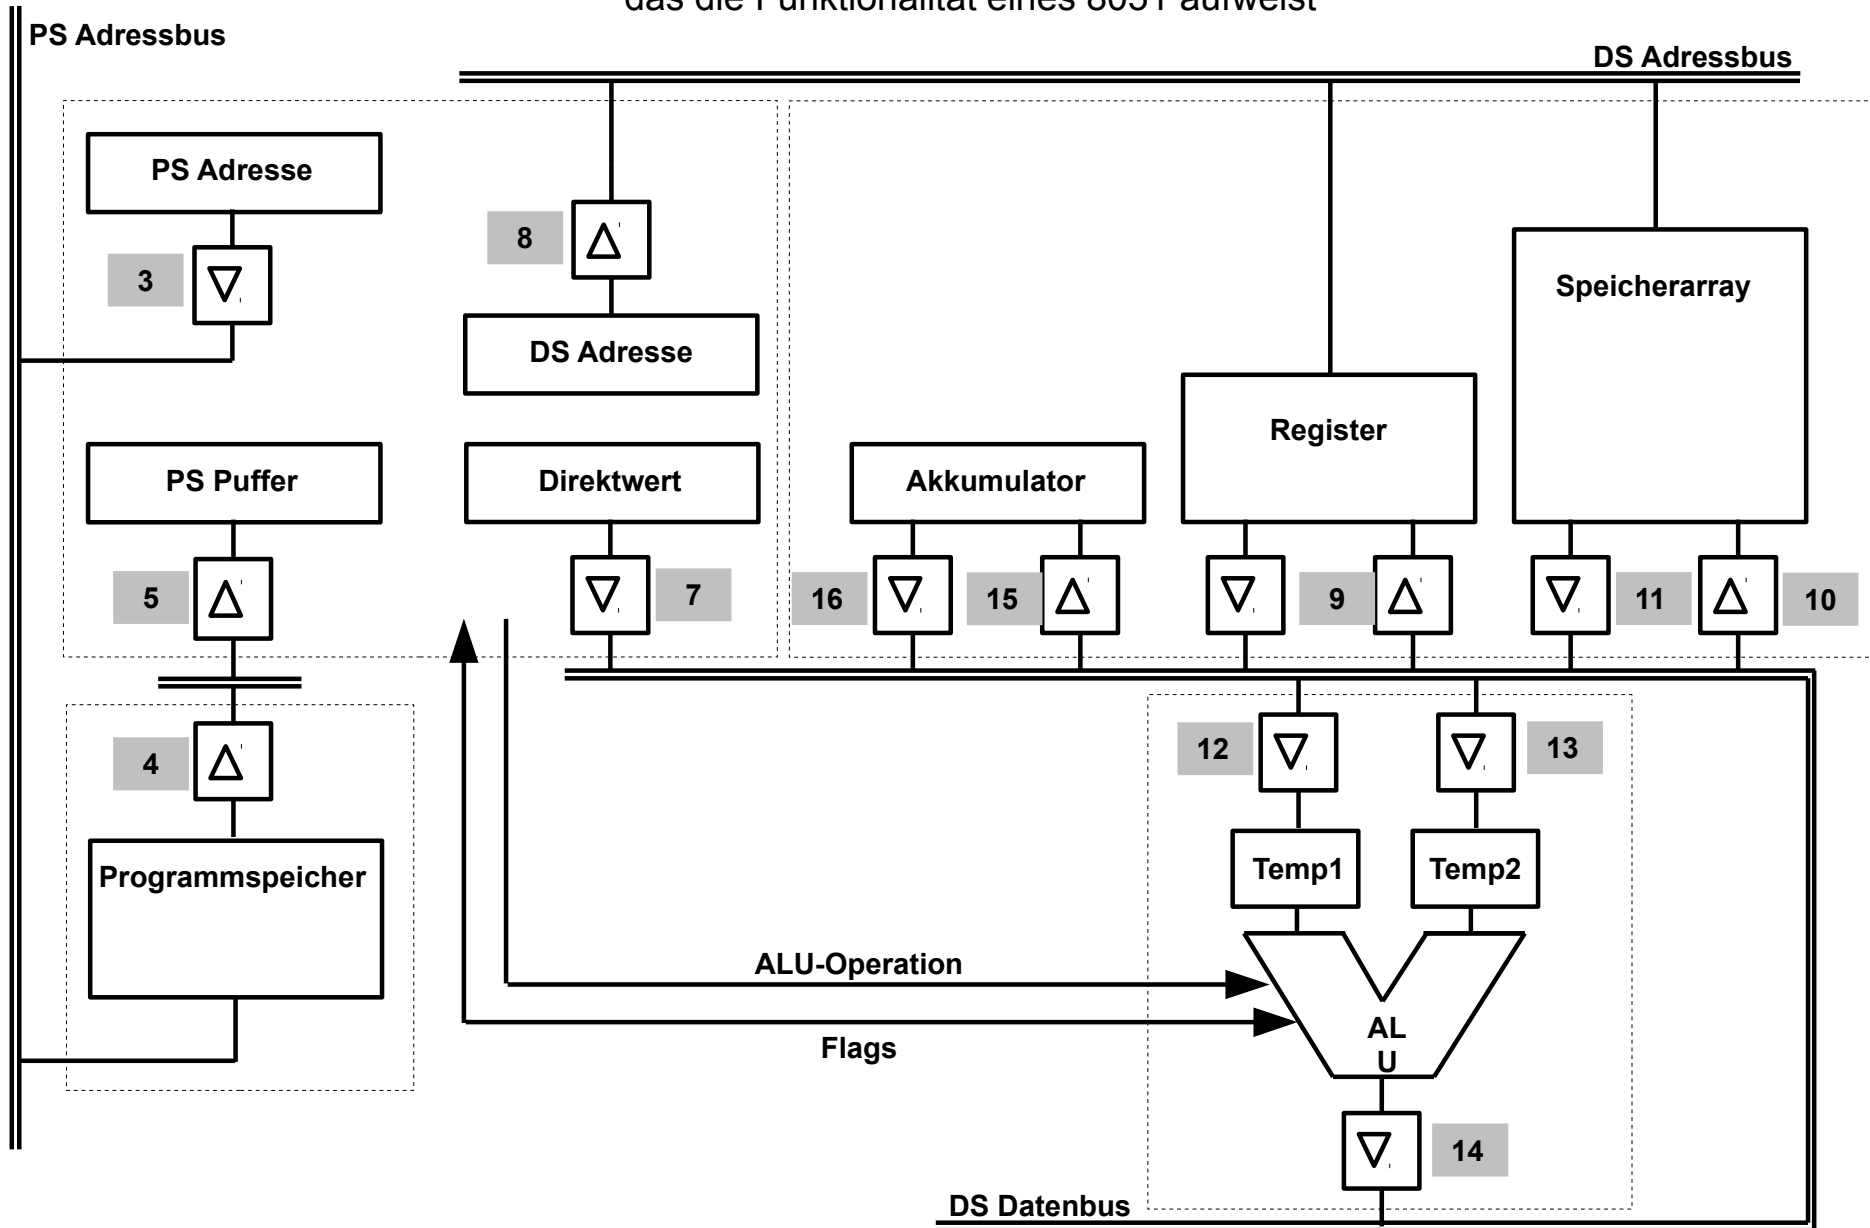 das die Funktionalität eines 8051 aufweist
PS Adressbus
DS Adressbus
PS Adresse
8
3
Speicherarray
DS Adresse
Register
PS Puffer
Direktwert
Akkumulator
5
7
16
15
9
11
10
4
12
13
Programmspeicher
Temp1
Temp2
ALU-Operation
AL
U
Flags
14
DS Datenbus